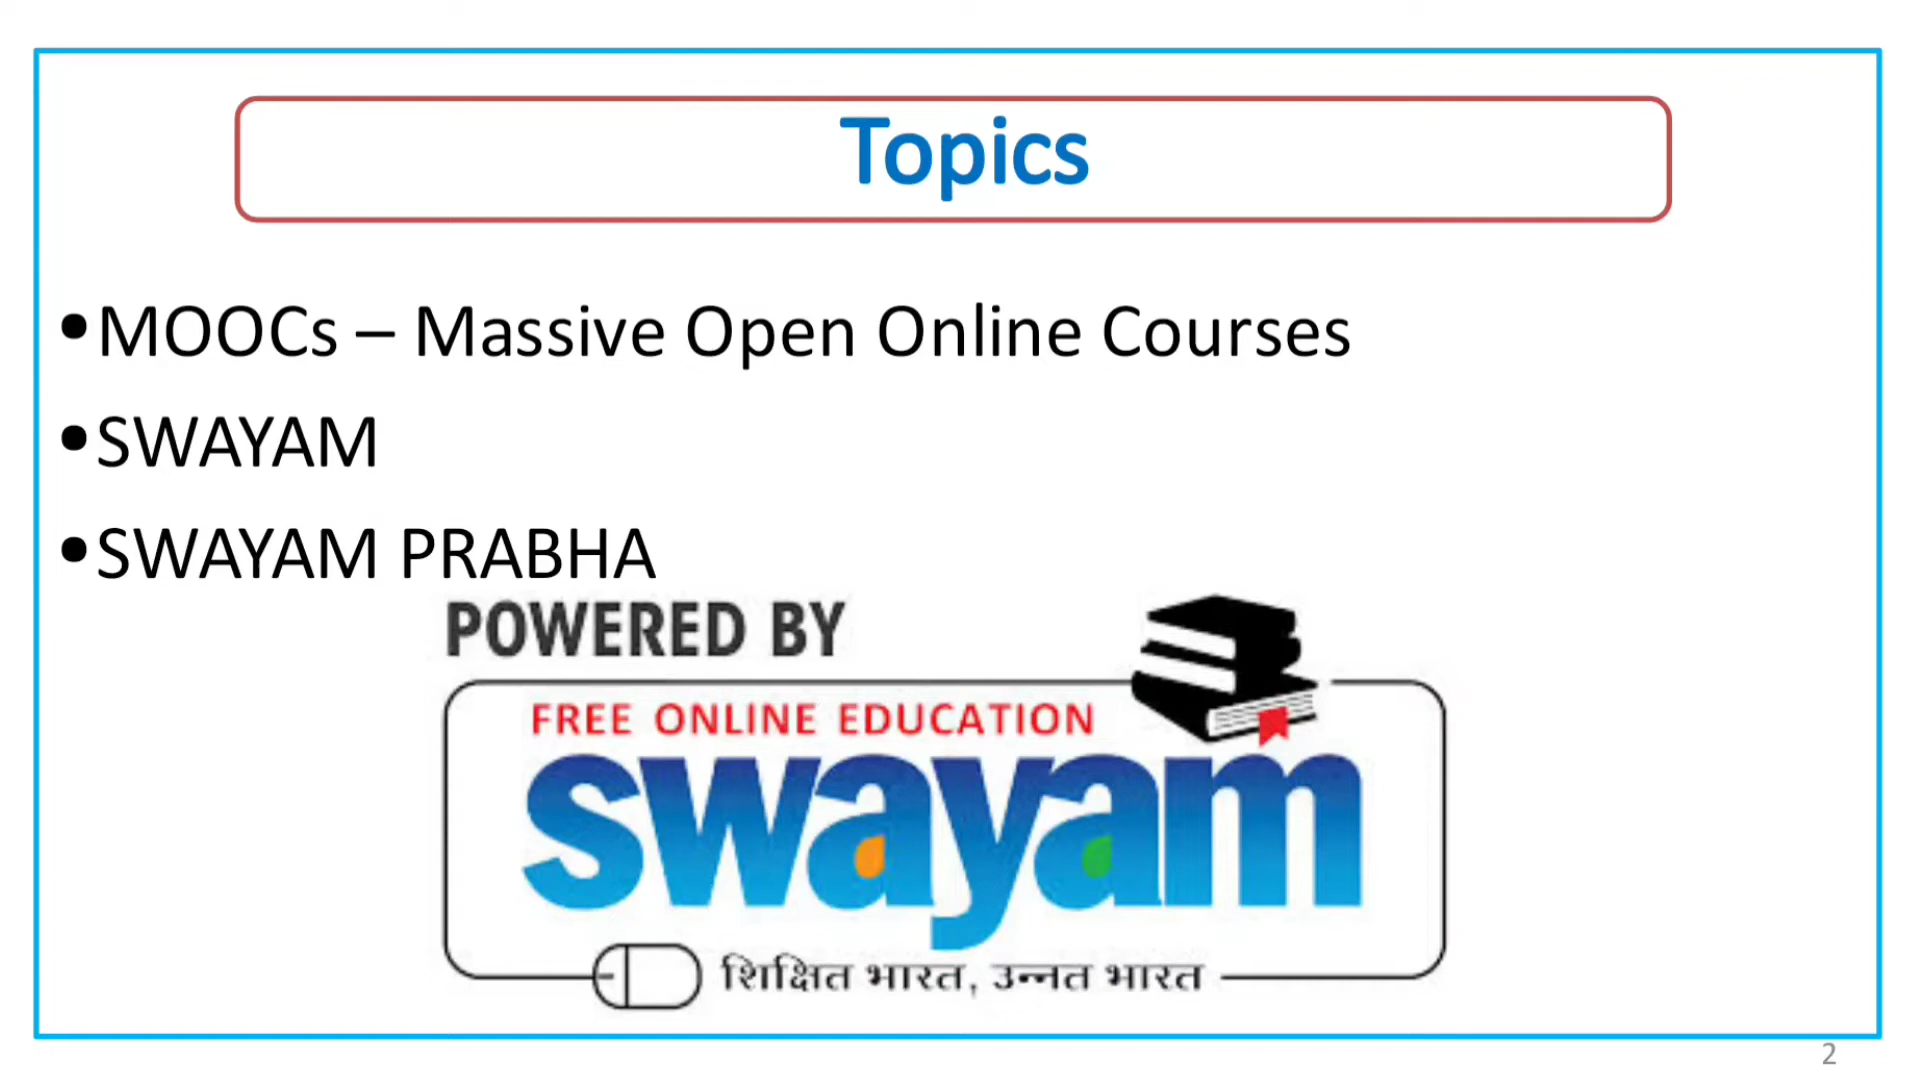 Topics
•MOOCs – Massive Open Online Courses
•SWAYAM
•SWAYAM PRABHA
POWERED BY
FREE ONLINE EDUCATION
swayam
शिक्षित भारत, उन्नत भारत
2